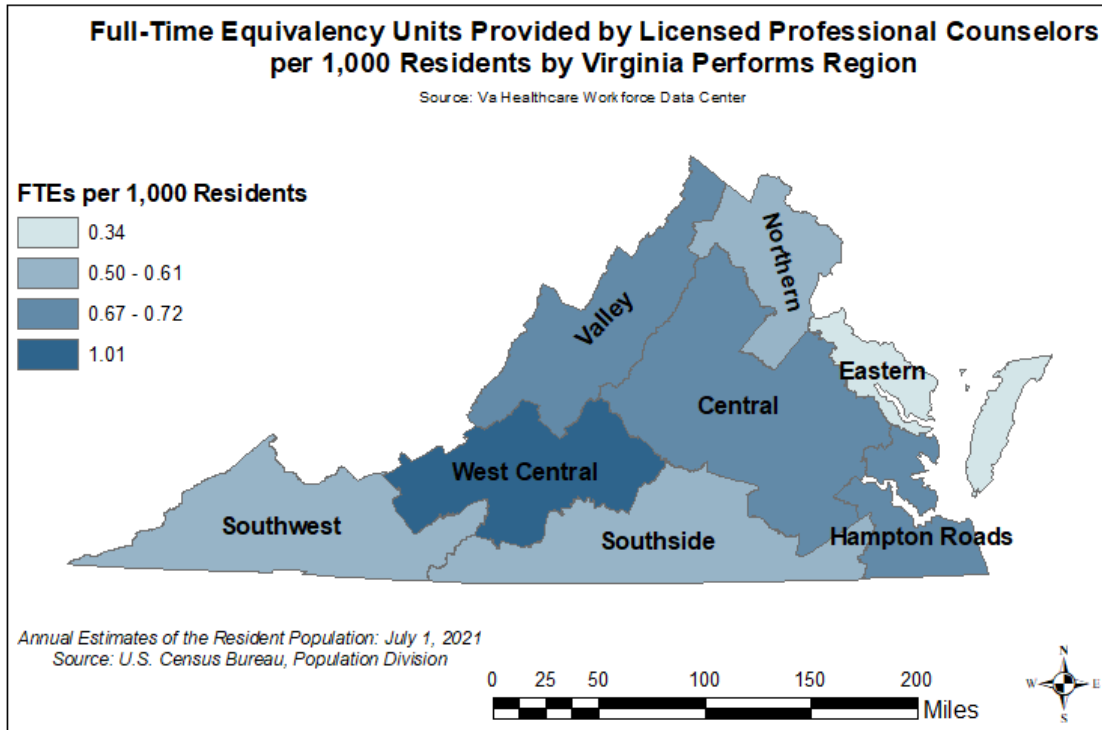 Full-Time Equivalency Units Provided by Licensed Professional Counselors
per 1,000 Residents by Virginia Performs Region
Source: Va Healthcare Workforce Data Center
FTEs per 1,000 Residents
0.34
0.50 - 0.61
0.67 - 0.72
1.01
Northern
Valley
Eastern
Central
West Central
Southwest
Southside
Hampton Roads
Annual Estimates of the Resident Population: July 1, 2021
Source: U.S. Census Bureau, Population Division
0 25 50 100 150 200
Miles
N
W E
S